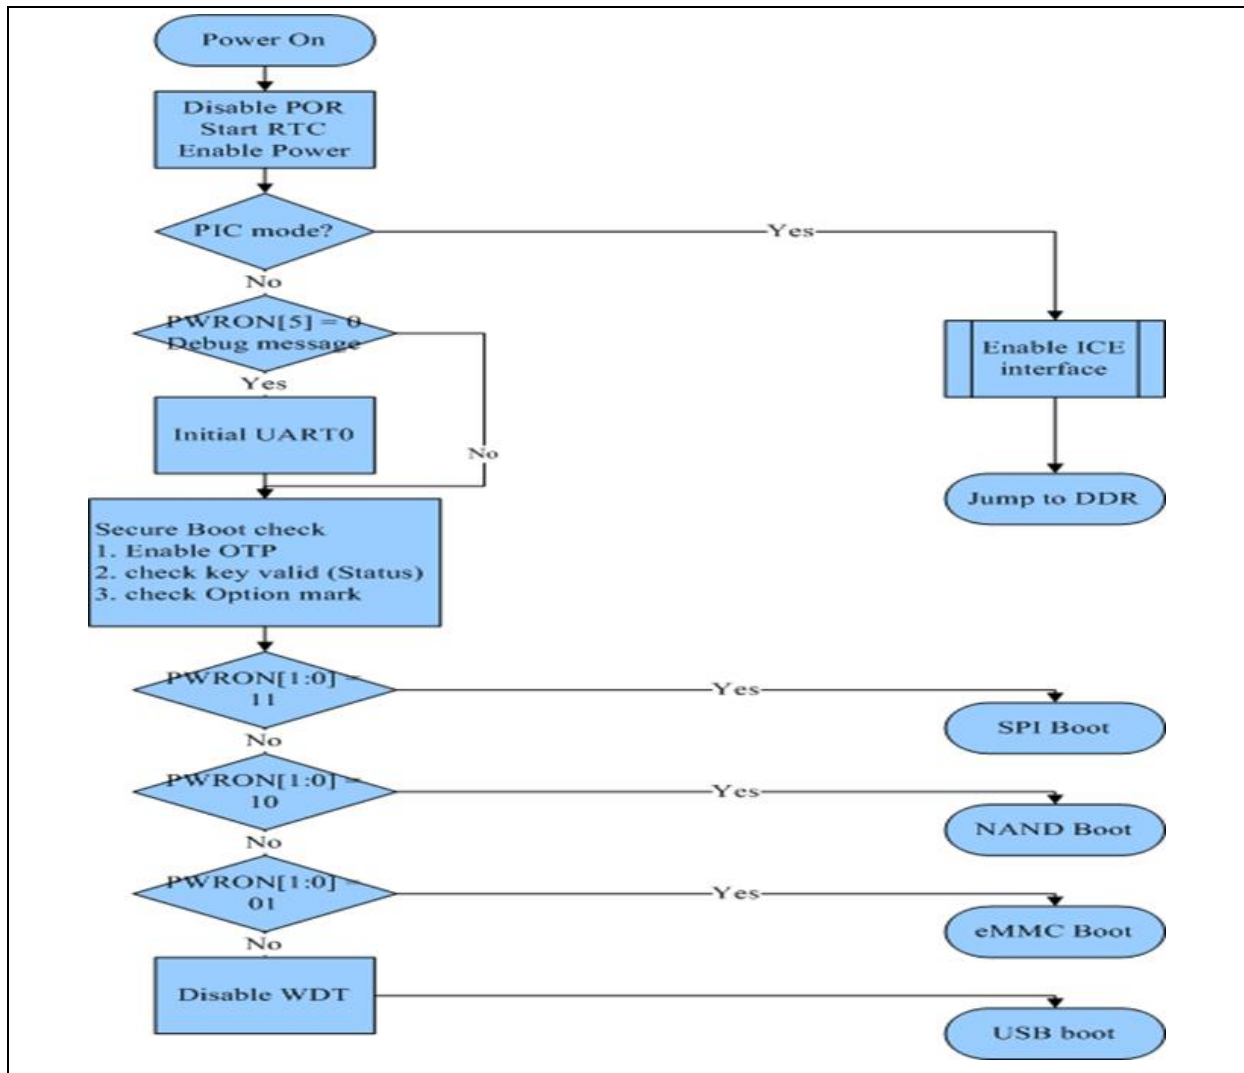 Power On
Disable POR
Start RTC
Enable Power
PIC mode?
Yes
No
PWRON[5] = 0
Debug message
Enable ICE
interface
Yes
Initial UART0
No
Jump to DDR
Secure Boot check
1. Enable OTP
2. check key valid (Status)
3. check Option mark
PWRON[1:0] =
11
Yes
SPI Boot
No
PWRON[1:0] =
10
Yes
NAND Boot
No
PWRON[1:0] =
01
Yes
eMMC Boot
No
Disable WDT
USB boot